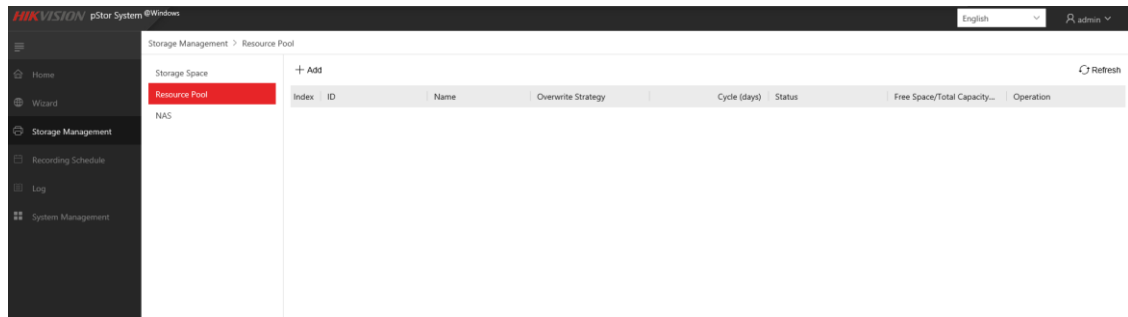 HIKVISION pStor System @Windows
English
admin
Storage Management > Resource Pool
Home
Wizard
Storage Management
Recording Schedule
Log
System Management
Storage Space
Resource Pool
NAS
+ Add
Refresh
Index ID Name Overwrite Strategy Cycle (days) Status Free Space/Total Capacity... Operation